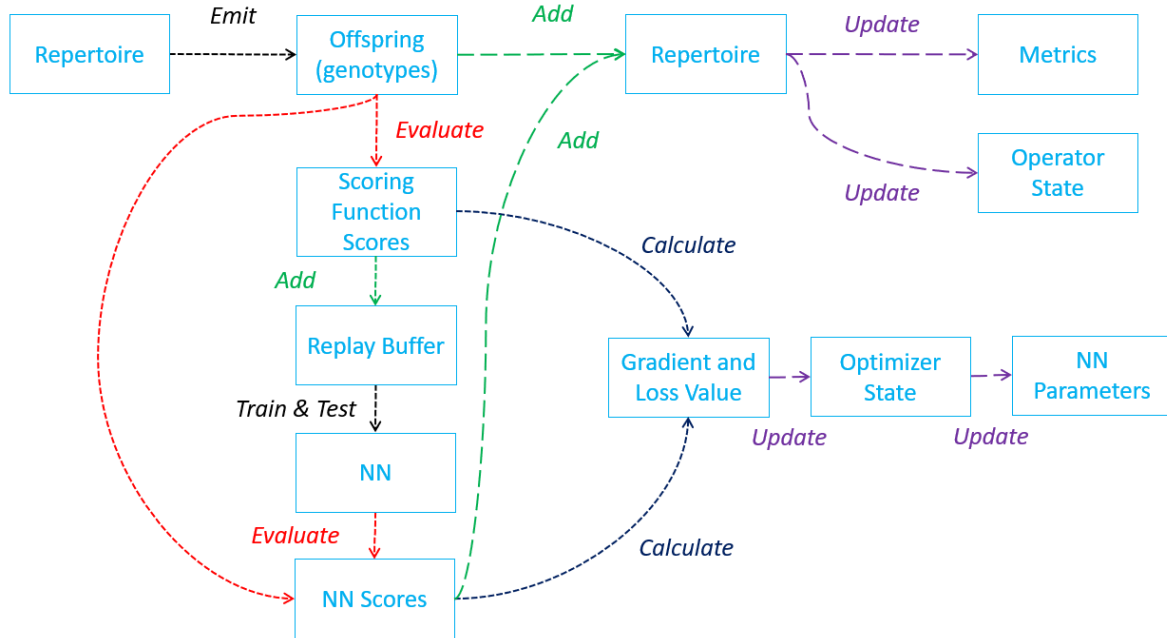 Emit
Add
Update
Repertoire
Offspring
(genotypes)
Repertoire
Metrics
Evaluate
Add
Scoring
Function
Scores
Operator
State
Update
Calculate
Add
Replay Buffer
Gradient and
Loss Value
Optimizer
State
NN
Parameters
Train & Test
Update
Update
NN
Evaluate
Calculate
NN Scores